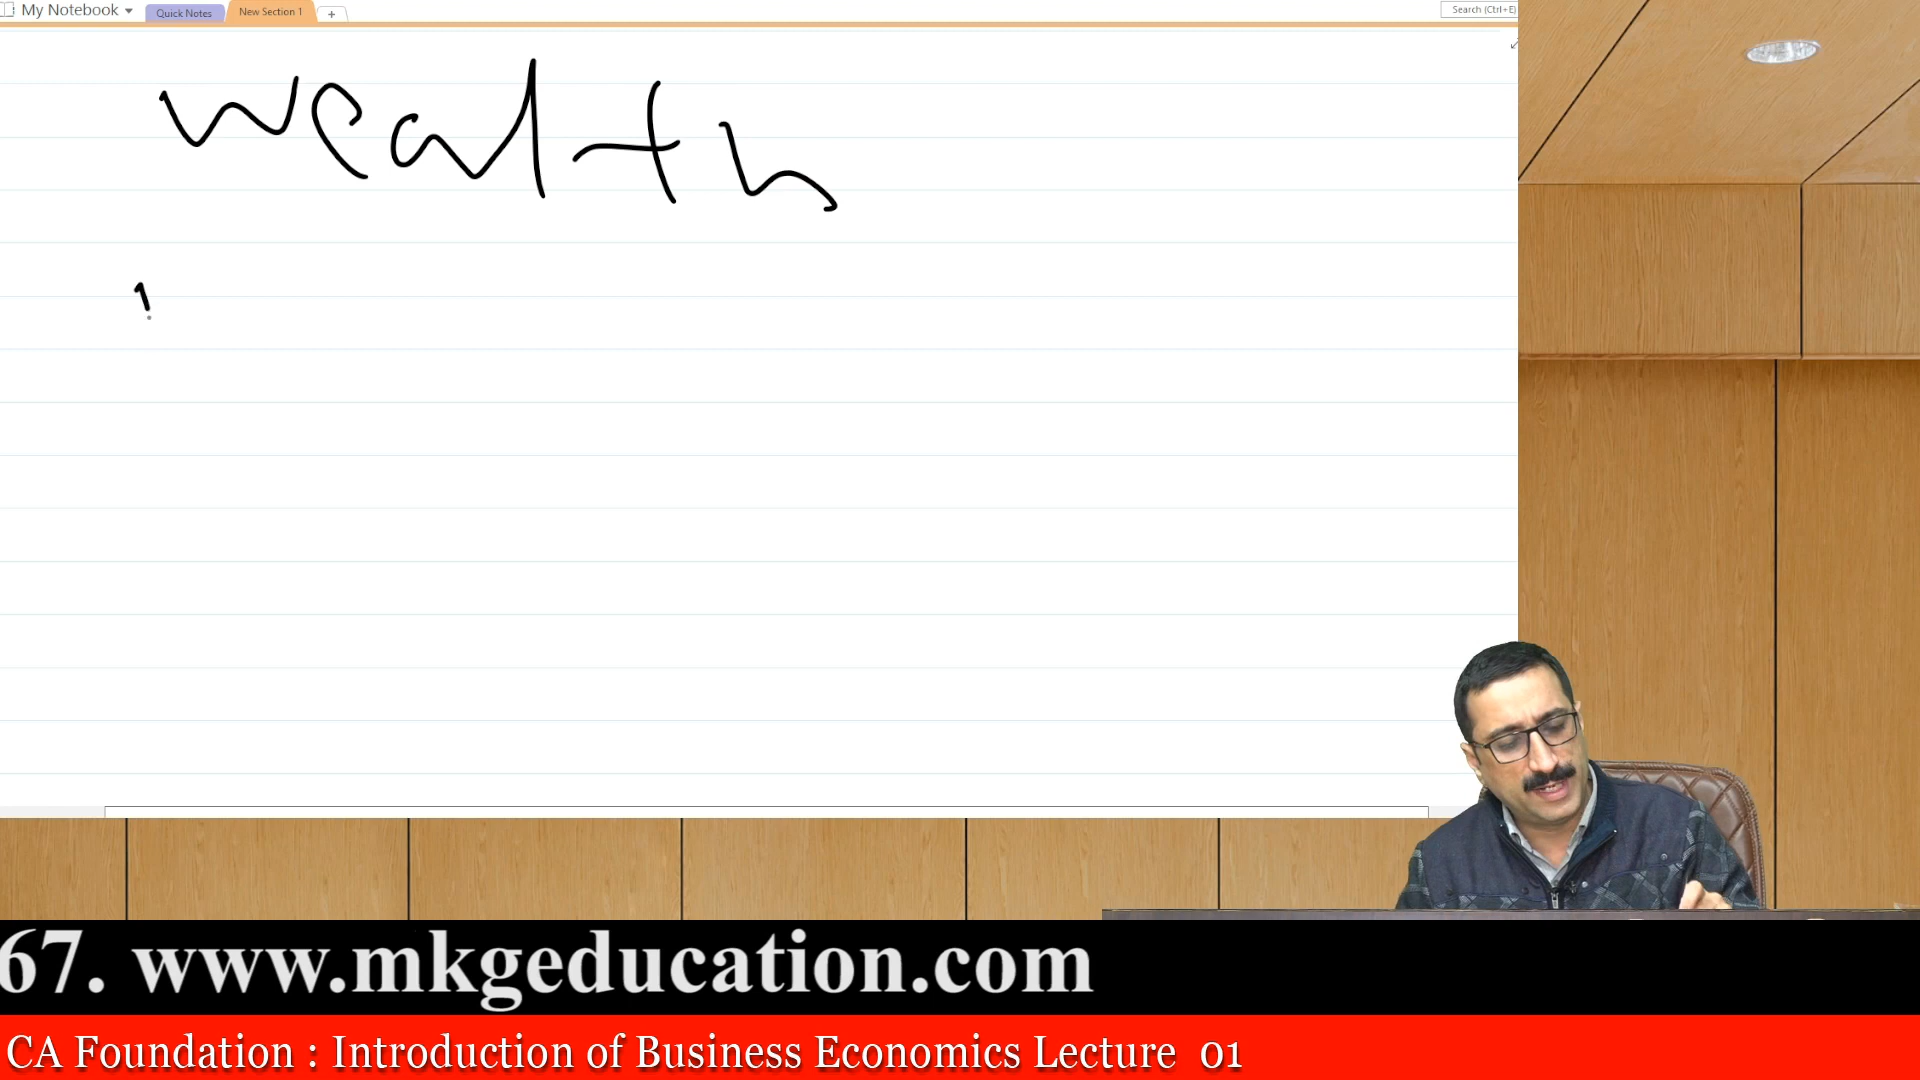 My Notebook
Quick Notes
New Section 1
+
Search (Ctrl+E)
wealth
67. www.mkgeducation.com
CA Foundation : Introduction of Business Economics Lecture 01